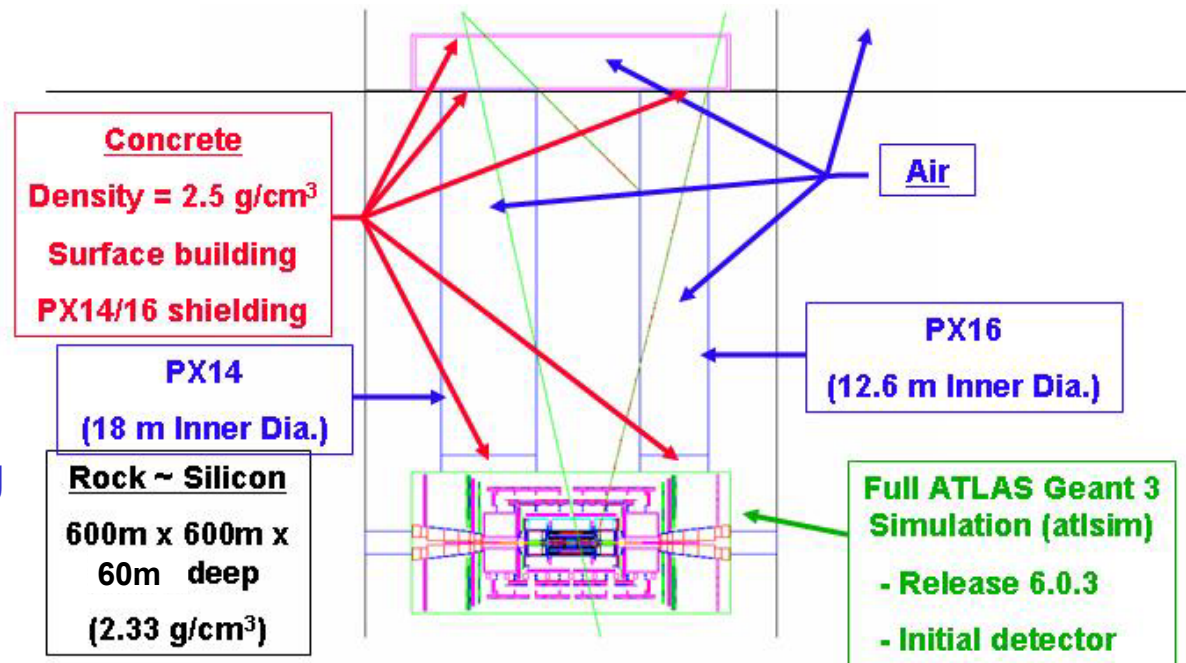 Concrete
Density = 2.5 g/cm³
Surface building
PX14/16 shielding
Air
PX14
(18 m Inner Dia.)
PX16
(12.6 m Inner Dia.)
Rock ~ Silicon
600m x 600m x
60m deep
(2.33 g/cm³)
Full ATLAS Geant 3
Simulation (atlsim)
- Release 6.0.3
- Initial detector
g